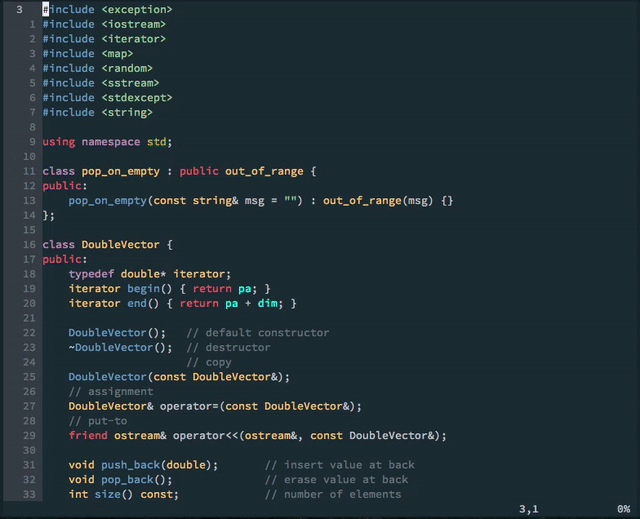 3 #include <exception>
1 #include <iostream>
2 #include <iterator>
3 #include <map>
4 #include <random>
5 #include <sstream>
6 #include <stdexcept>
7 #include <string>
8
9 using namespace std;
10
11 class pop_on_empty : public out_of_range {
12 public:
13     pop_on_empty(const string& msg = "") : out_of_range(msg) {}
14 };
15
16 class DoubleVector {
17 public:
18     typedef double* iterator;
19     iterator begin() { return pa; }
20     iterator end() { return pa + dim; }
21
22     DoubleVector();   // default constructor
23     ~DoubleVector();  // destructor
24                       // copy
25     DoubleVector(const DoubleVector&);
26     // assignment
27     DoubleVector& operator=(const DoubleVector&);
28     // put-to
29     friend ostream& operator<<(ostream&, const DoubleVector&);
30
31     void push_back(double);       // insert value at back
32     void pop_back();              // erase value at back
33     int size() const;             // number of elements
3,1 0%